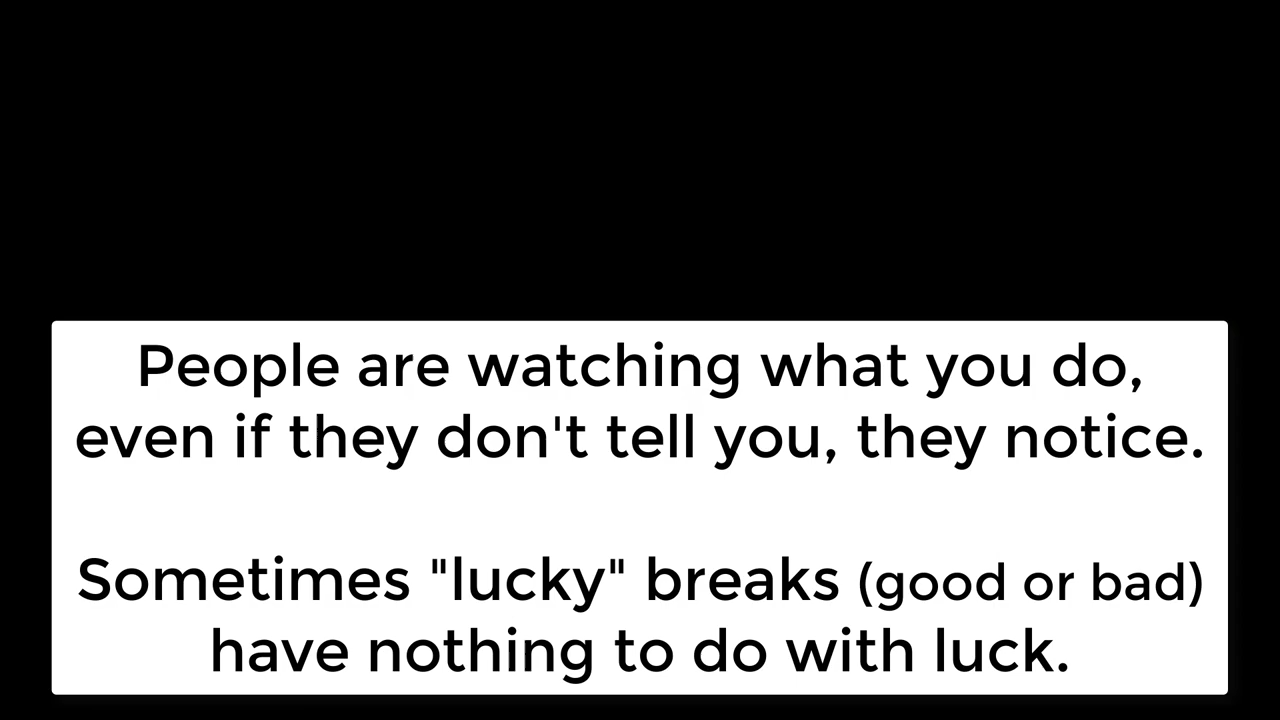 People are watching what you do,
even if they don't tell you, they notice.
Sometimes "lucky" breaks (good or bad)
have nothing to do with luck.